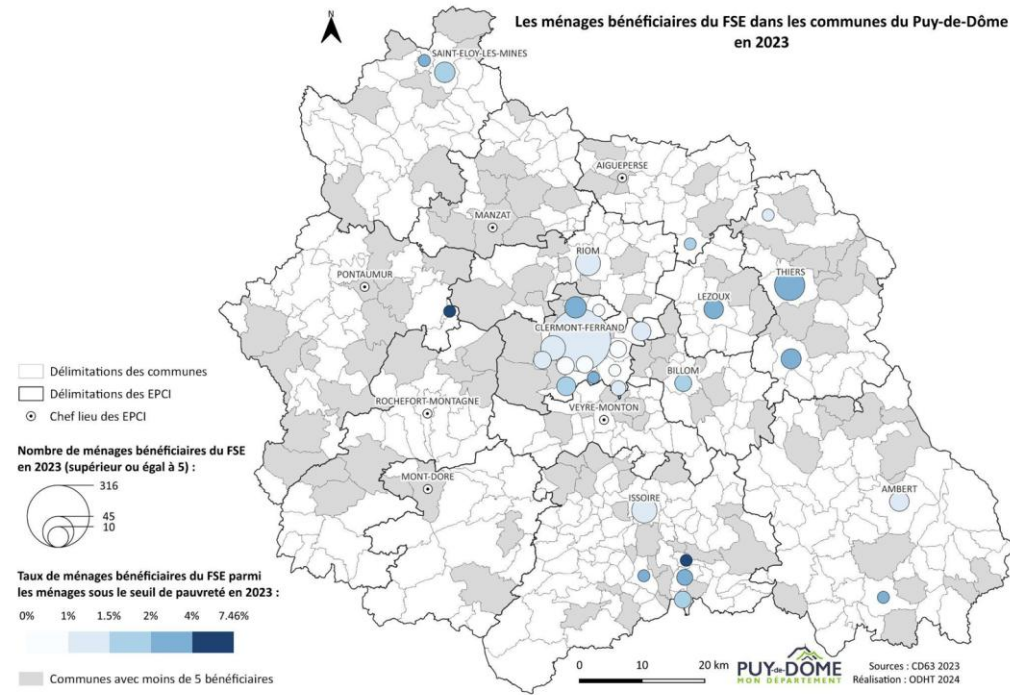 Les ménages bénéficiaires du FSE dans les communes du Puy-de-Dôme
en 2023
N
SAINT-ELOY-LES-MINES
AIGUEPERSE
MANZAT
RIOM
PONTAUMUR
THIERS
LEZOUX
CLERMONT-FERRAND
BILLOM
ROCHEFORT-MONTAGNE
VEYRE-MONTON
MONT-DORE
ISSOIRE
AMBERT
Délimitations des communes
Délimitations des EPCI
Chef lieu des EPCI
Nombre de ménages bénéficiaires du FSE
en 2023 (supérieur ou égal à 5) :
316
45
10
Taux de ménages bénéficiaires du FSE parmi
les ménages sous le seuil de pauvreté en 2023 :
0% 1% 1.5% 2% 4% 7.46%
Communes avec moins de 5 bénéficiaires
0 10 20 km
PUY-de-DÔME
MON DÉPARTEMENT
Sources : CD63 2023
Réalisation : ODHT 2024